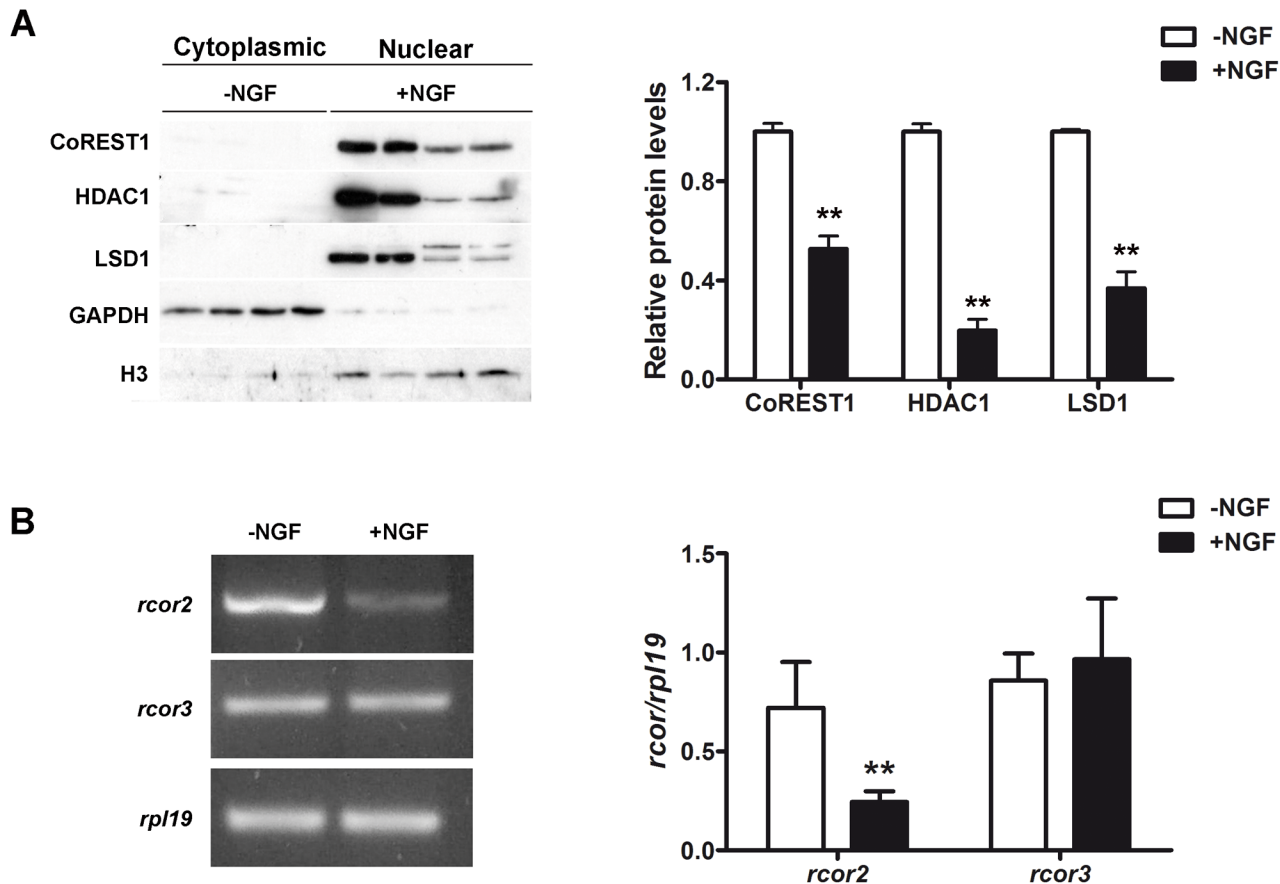 A
Cytoplasmic Nuclear
-NGF +NGF
CoREST1
HDAC1
LSD1
GAPDH
H3
-NGF
+NGF
Relative protein levels
1.2
0.8
0.4
0.0
** ** **
CoREST1 HDAC1 LSD1
B
-NGF +NGF
rcor2
rcor3
rpl19
-NGF
+NGF
rcor/rpl19
1.5
1.0
0.5
0.0
**
rcor2 rcor3